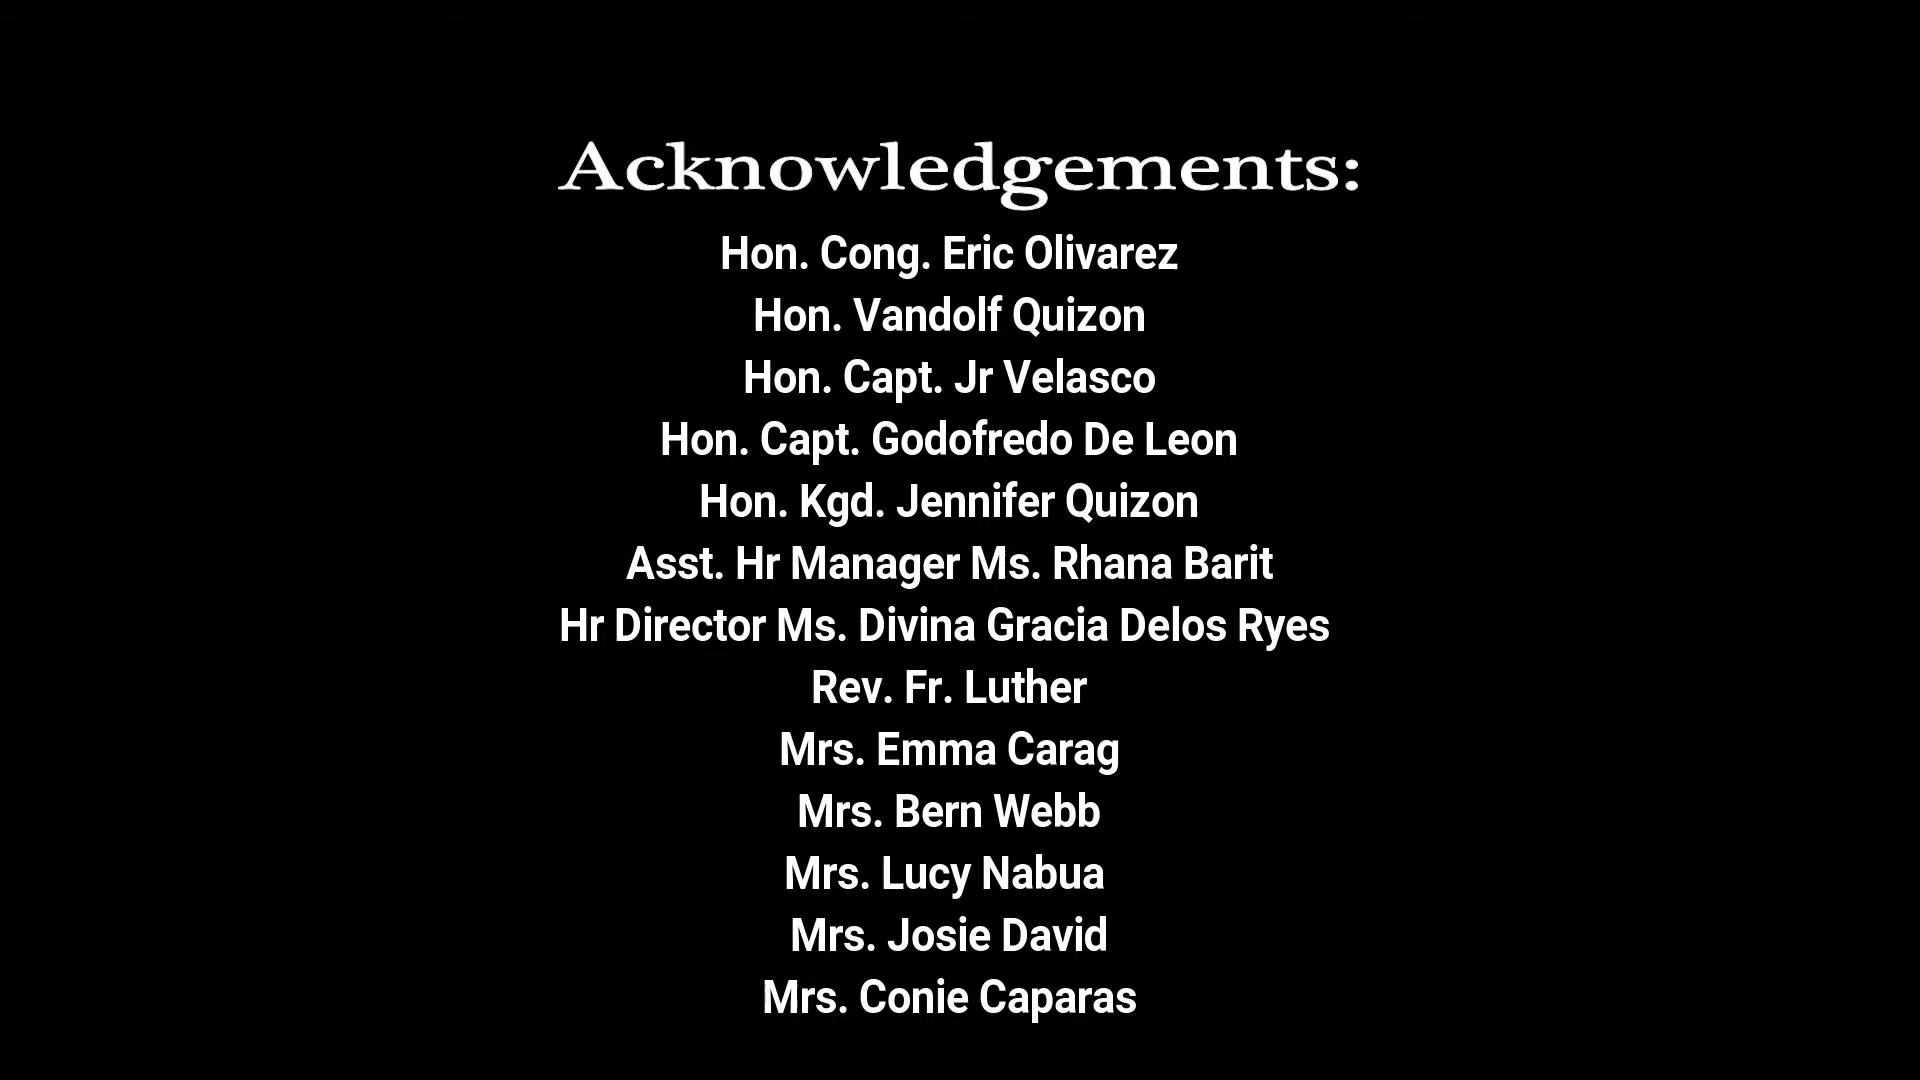 Acknowledgements:
Hon. Cong. Eric Olivarez
Hon. Vandolf Quizon
Hon. Capt. Jr Velasco
Hon. Capt. Godofredo De Leon
Hon. Kgd. Jennifer Quizon
Asst. Hr Manager Ms. Rhana Barit
Hr Director Ms. Divina Gracia Delos Ryes
Rev. Fr. Luther
Mrs. Emma Carag
Mrs. Bern Webb
Mrs. Lucy Nabua
Mrs. Josie David
Mrs. Conie Caparas